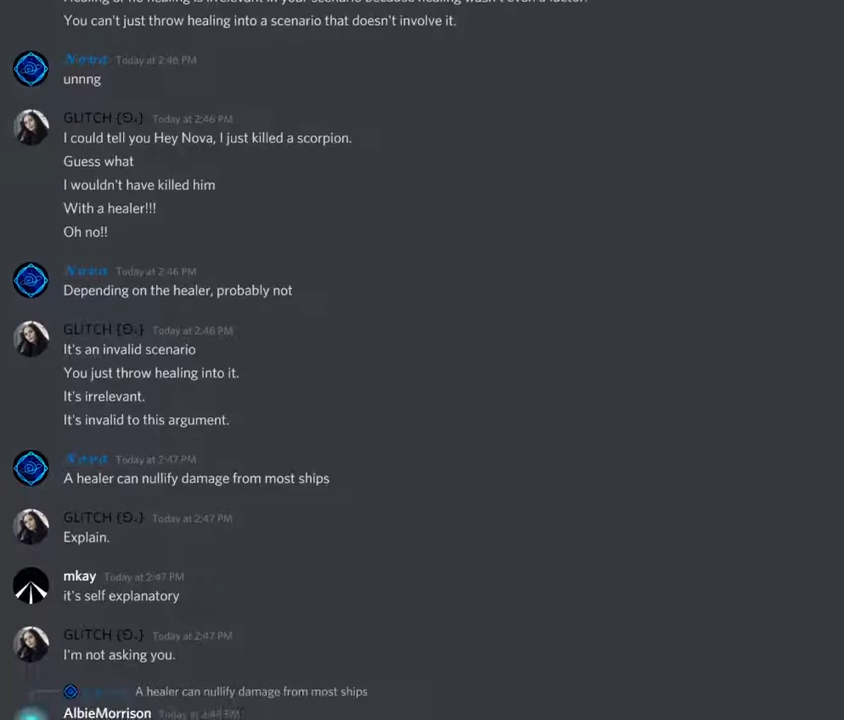 You can't just throw healing into a scenario that doesn't involve it.
Nova Today at 2:46 PM
unnng
GLITCH Today at 2:46 PM
I could tell you Hey Nova, I just killed a scorpion.
Guess what
I wouldn't have killed him
With a healer!!!
Oh no!!
Nova Today at 2:46 PM
Depending on the healer, probably not
GLITCH Today at 2:46 PM
It's an invalid scenario
You just throw healing into it.
It's irrelevant.
It's invalid to this argument.
Nova Today at 2:47 PM
A healer can nullify damage from most ships
GLITCH Today at 2:47 PM
Explain.
mkay Today at 2:47 PM
it's self explanatory
GLITCH Today at 2:47 PM
I'm not asking you.
A healer can nullify damage from most ships
AlbieMorrison Today at 2:48 PM